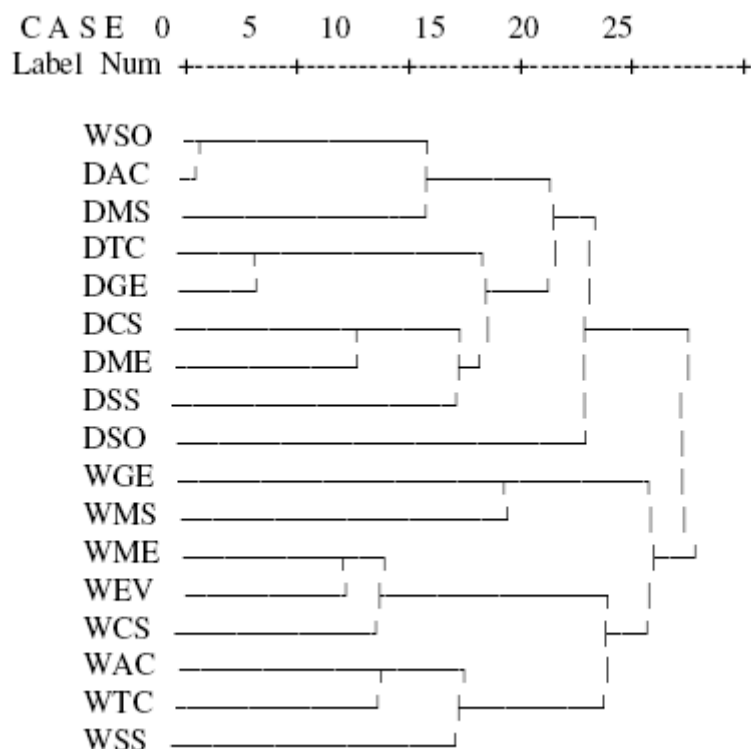 C A S E 0 5 10 15 20 25
Label Num +---------+---------+---------+---------+---------+
WSO
DAC
DMS
DTC
DGE
DCS
DME
DSS
DSO
WGE
WMS
WME
WEV
WCS
WAC
WTC
WSS